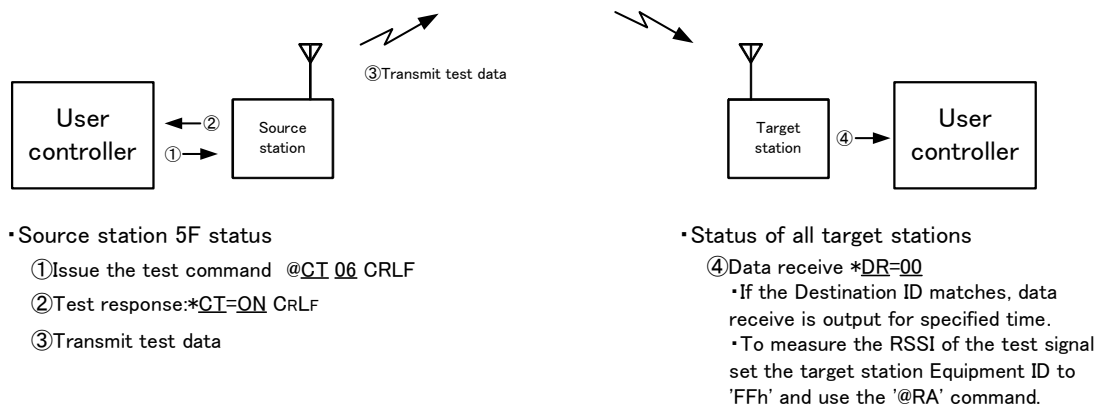 ③Transmit test data
User
controller
②
①
Source
station
Target
station
④
User
controller
・Source station 5F status
①Issue the test command @CT 06 CRLF
②Test response:*CT=ON CRLF
③Transmit test data
・Status of all target stations
④Data receive *DR=00
・If the Destination ID matches, data
receive is output for specified time.
・To measure the RSSI of the test signal
set the target station Equipment ID to
'FFh' and use the '@RA' command.